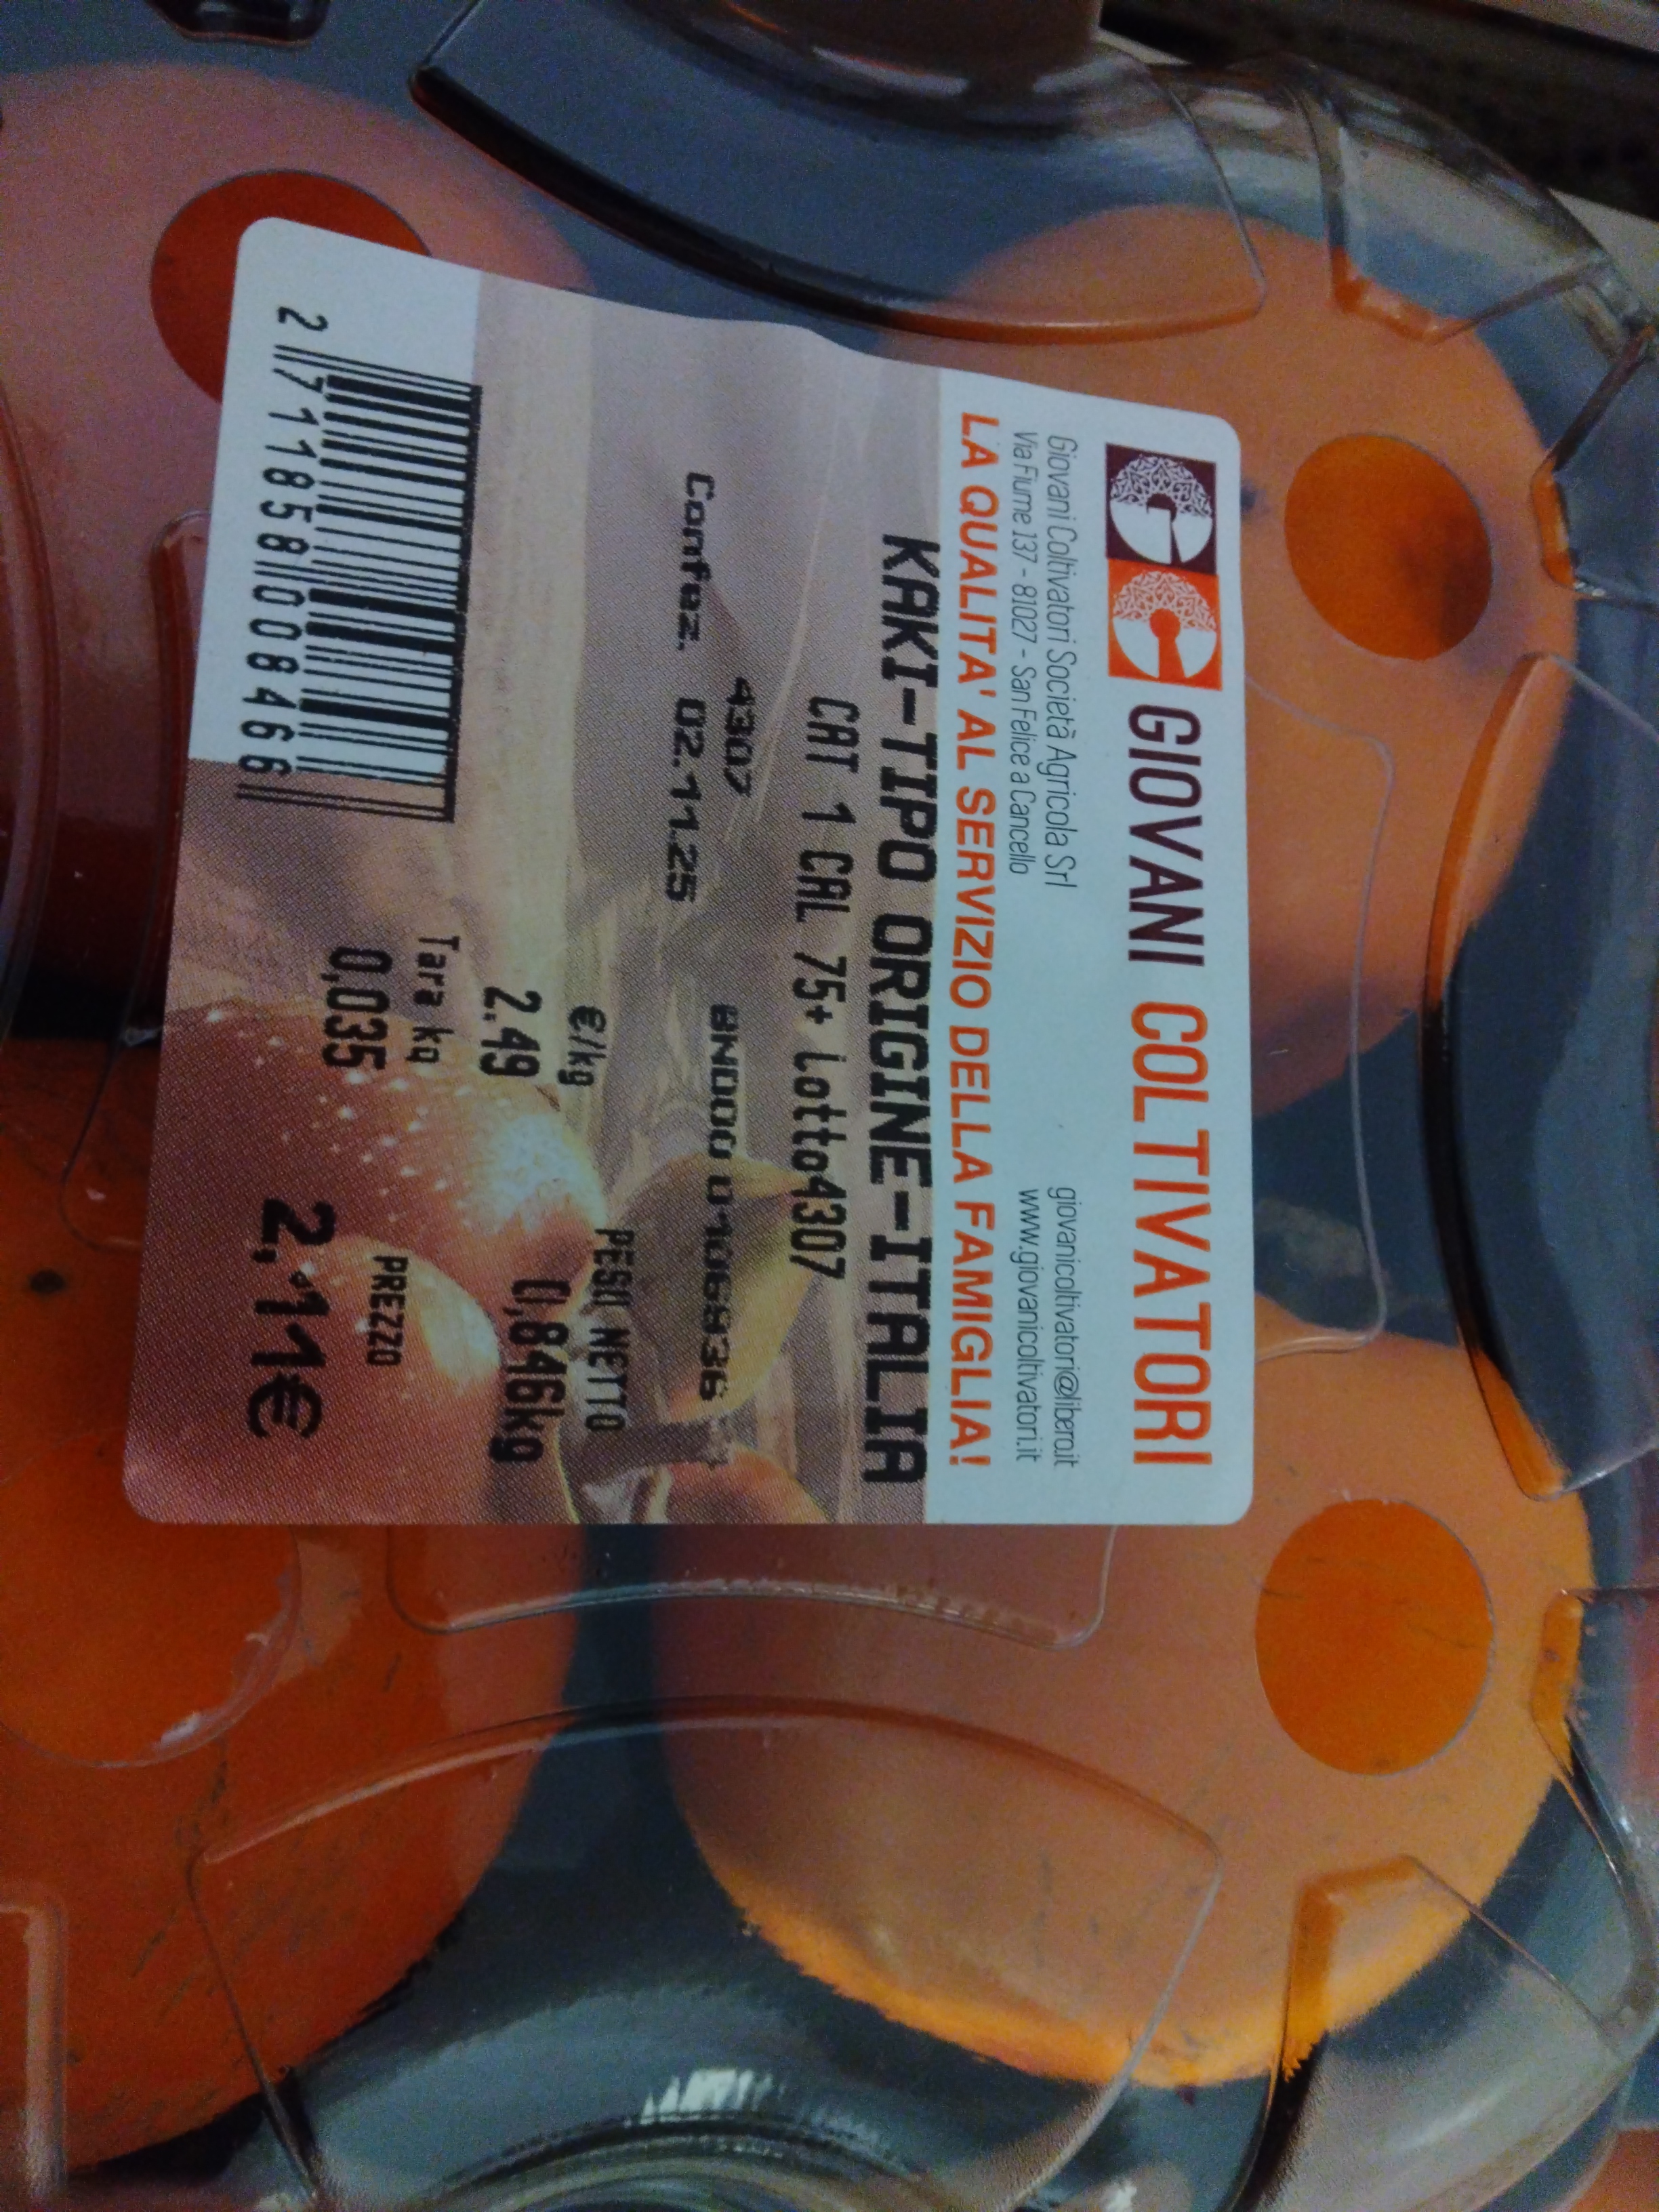 GIOVANI COLTIVATORI
Giovani Coltivatori Società Agricola Srl
Via Fiume 137 - 81027 - San Felice a Cancello
giovanicoltivatori@libero.it
www.giovanicoltivatori.it
LA QUALITA' AL SERVIZIO DELLA FAMIGLIA!
KAKI-TIPO ORIGINE-ITALIA
CAT 1 CAL 75+ Lotto4307
4307
BNDOO 0106936
Confez. 02.11.25
€/kg
2.49
PESO NETTO
0,846kg
Tara kg
0,035
PREZZO
2,11€
2 711858 008466